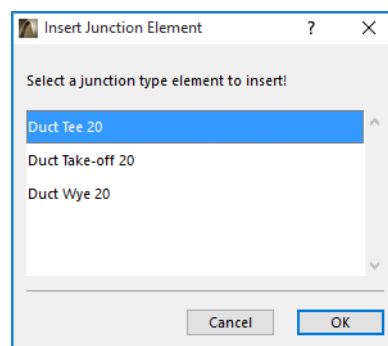 Insert Junction Element
?
Select a junction type element to insert!
Duct Tee 20
Duct Take-off 20
Duct Wye 20
Cancel
OK